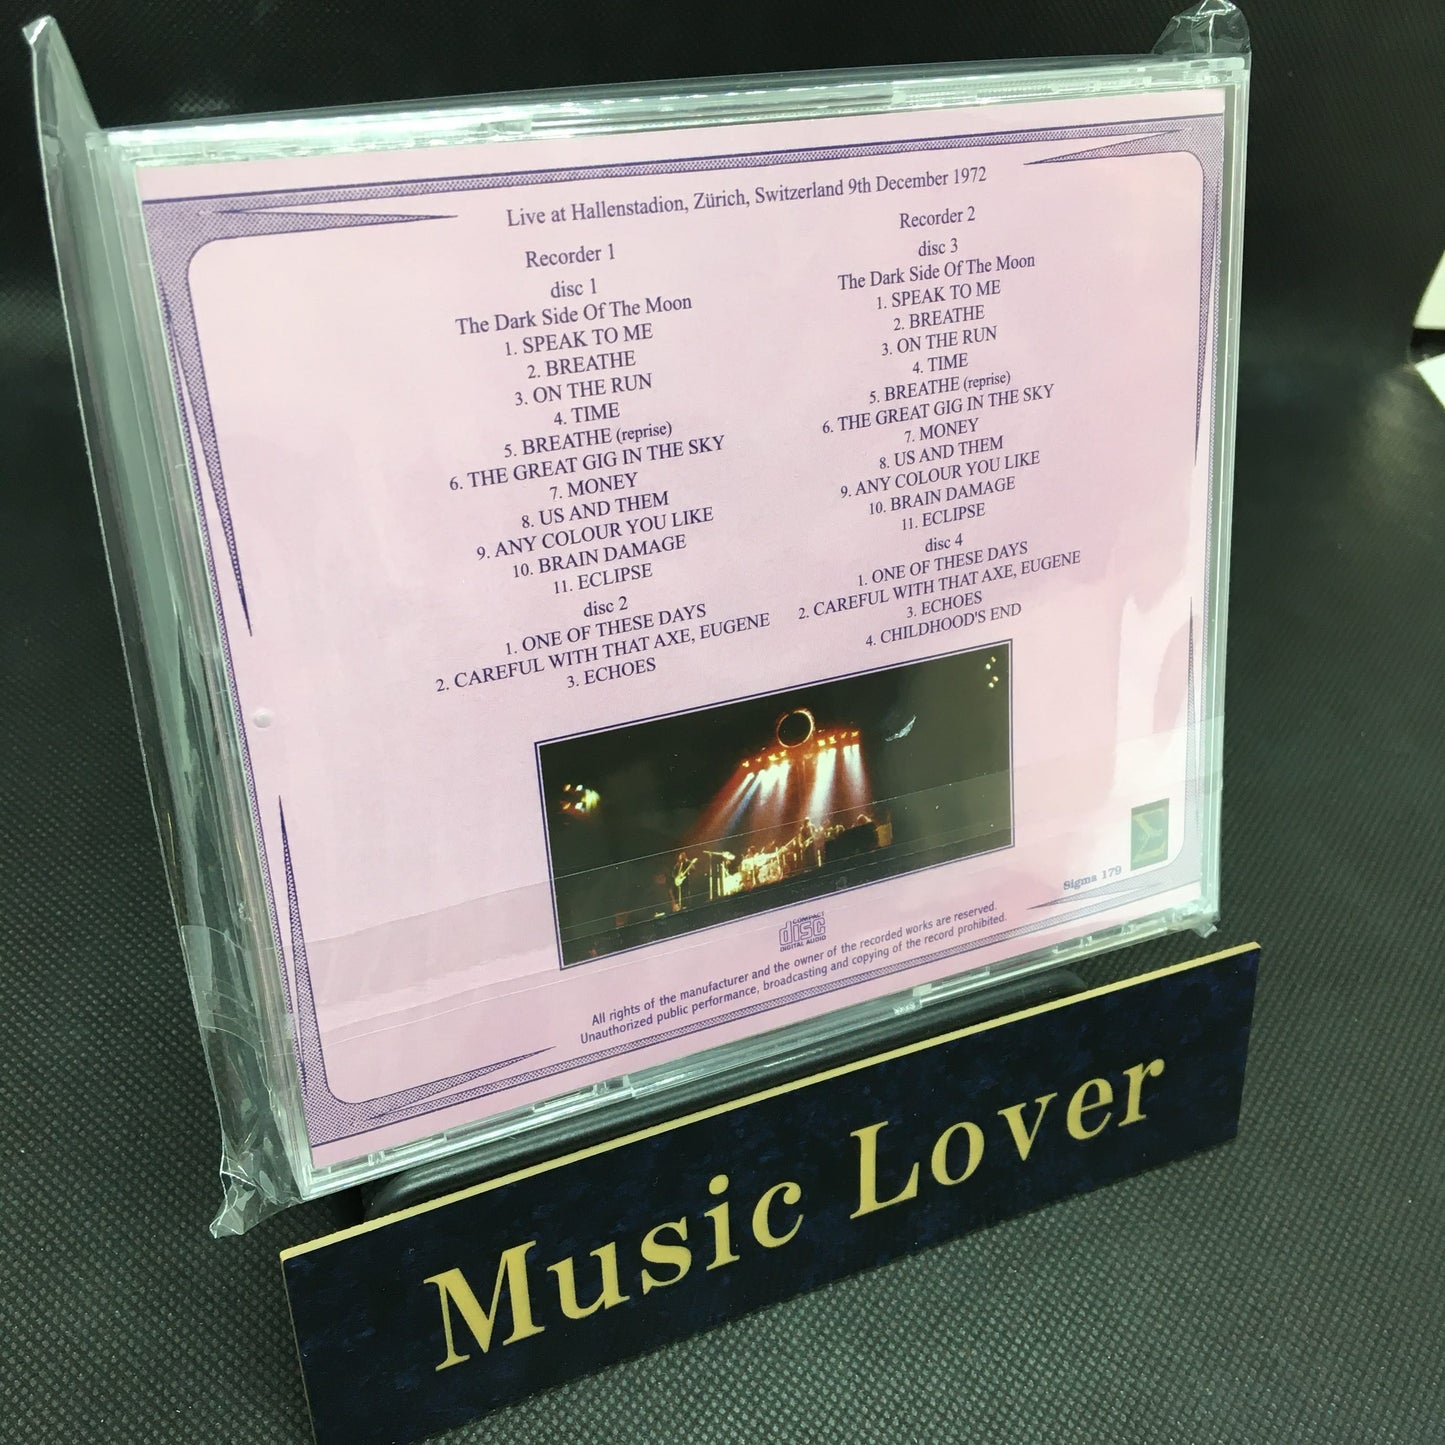 Live at Hallenstadion, Zürich, Switzerland 9th December 1972
Recorder 1
disc 1
The Dark Side Of The Moon
1. SPEAK TO ME
2. BREATHE
3. ON THE RUN
4. TIME
5. BREATHE (reprise)
6. THE GREAT GIG IN THE SKY
7. MONEY
8. US AND THEM
9. ANY COLOUR YOU LIKE
10. BRAIN DAMAGE
11. ECLIPSE
disc 2
1. ONE OF THESE DAYS
2. CAREFUL WITH THAT AXE, EUGENE
3. ECHOES
Recorder 2
disc 3
The Dark Side Of The Moon
1. SPEAK TO ME
2. BREATHE
3. ON THE RUN
4. TIME
5. BREATHE (reprise)
6. THE GREAT GIG IN THE SKY
7. MONEY
8. US AND THEM
9. ANY COLOUR YOU LIKE
10. BRAIN DAMAGE
11. ECLIPSE
disc 4
1. ONE OF THESE DAYS
2. CAREFUL WITH THAT AXE, EUGENE
3. ECHOES
4. CHILDHOOD'S END
Sigma 179
COMPACT
disc
DIGITAL AUDIO
All rights of the manufacturer and the owner of the recorded works are reserved.
Unauthorized public performance, broadcasting and copying of the record prohibited.
Music Lover